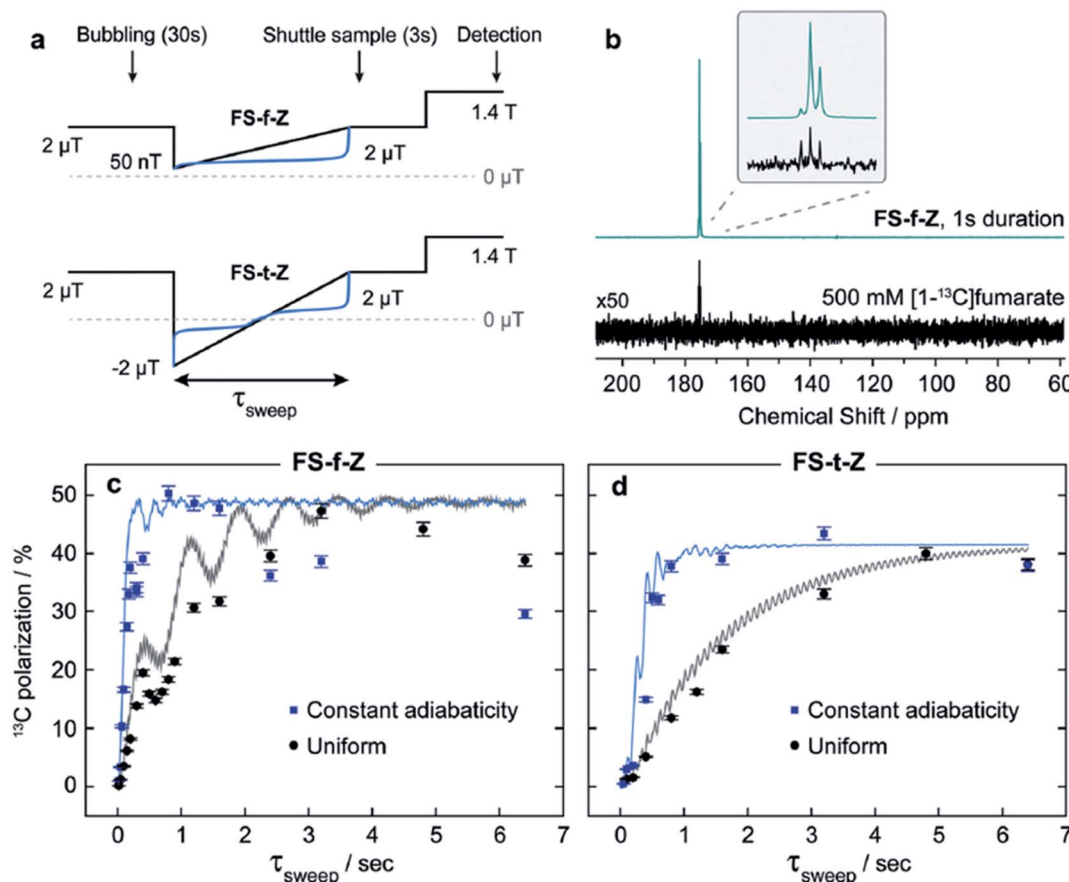 a
Bubbling (30s)
Shuttle sample (3s)
Detection
FS-f-Z
1.4 T
2 µT
50 nT
2 µT
0 µT
FS-t-Z
1.4 T
2 µT
2 µT
0 µT
-2 µT
τsweep
b
FS-f-Z, 1s duration
x50
500 mM [1-¹³C]fumarate
200 180 160 140 120 100 80 60
Chemical Shift / ppm
FS-f-Z
c
50
40
30
20
10
0
¹³C polarization / %
Constant adiabaticity
Uniform
0 1 2 3 4 5 6 7
τsweep / sec
FS-t-Z
d
Constant adiabaticity
Uniform
0 1 2 3 4 5 6 7
τsweep / sec